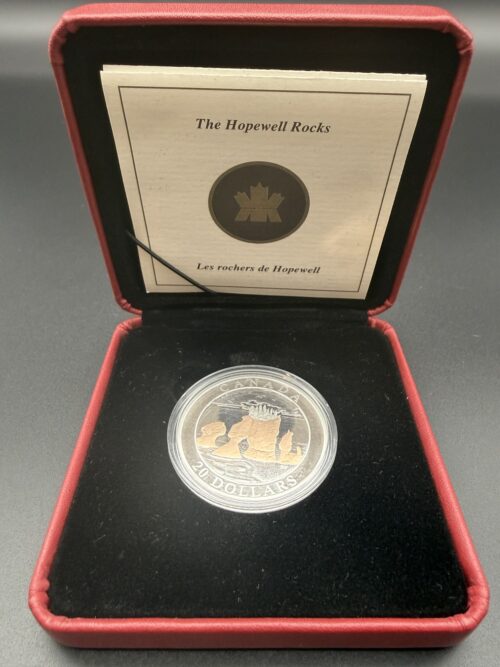 The Hopewell Rocks
Les rochers de Hopewell
CANADA
20 DOLLARS